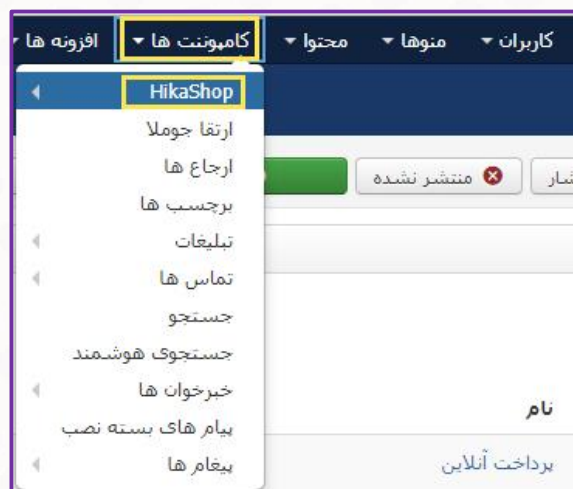 کاربران منوها محتوا کامپوننت ها افزونه ها
HikaShop
ارتقا جوملا
ارجاع ها
برچسب ها
تبلیغات
تماس ها
جستجو
جستجوی هوشمند
خبرخوان ها
پیام های بسته نصب
پیغام ها
منتشر نشده
نام
پرداخت آنلاین